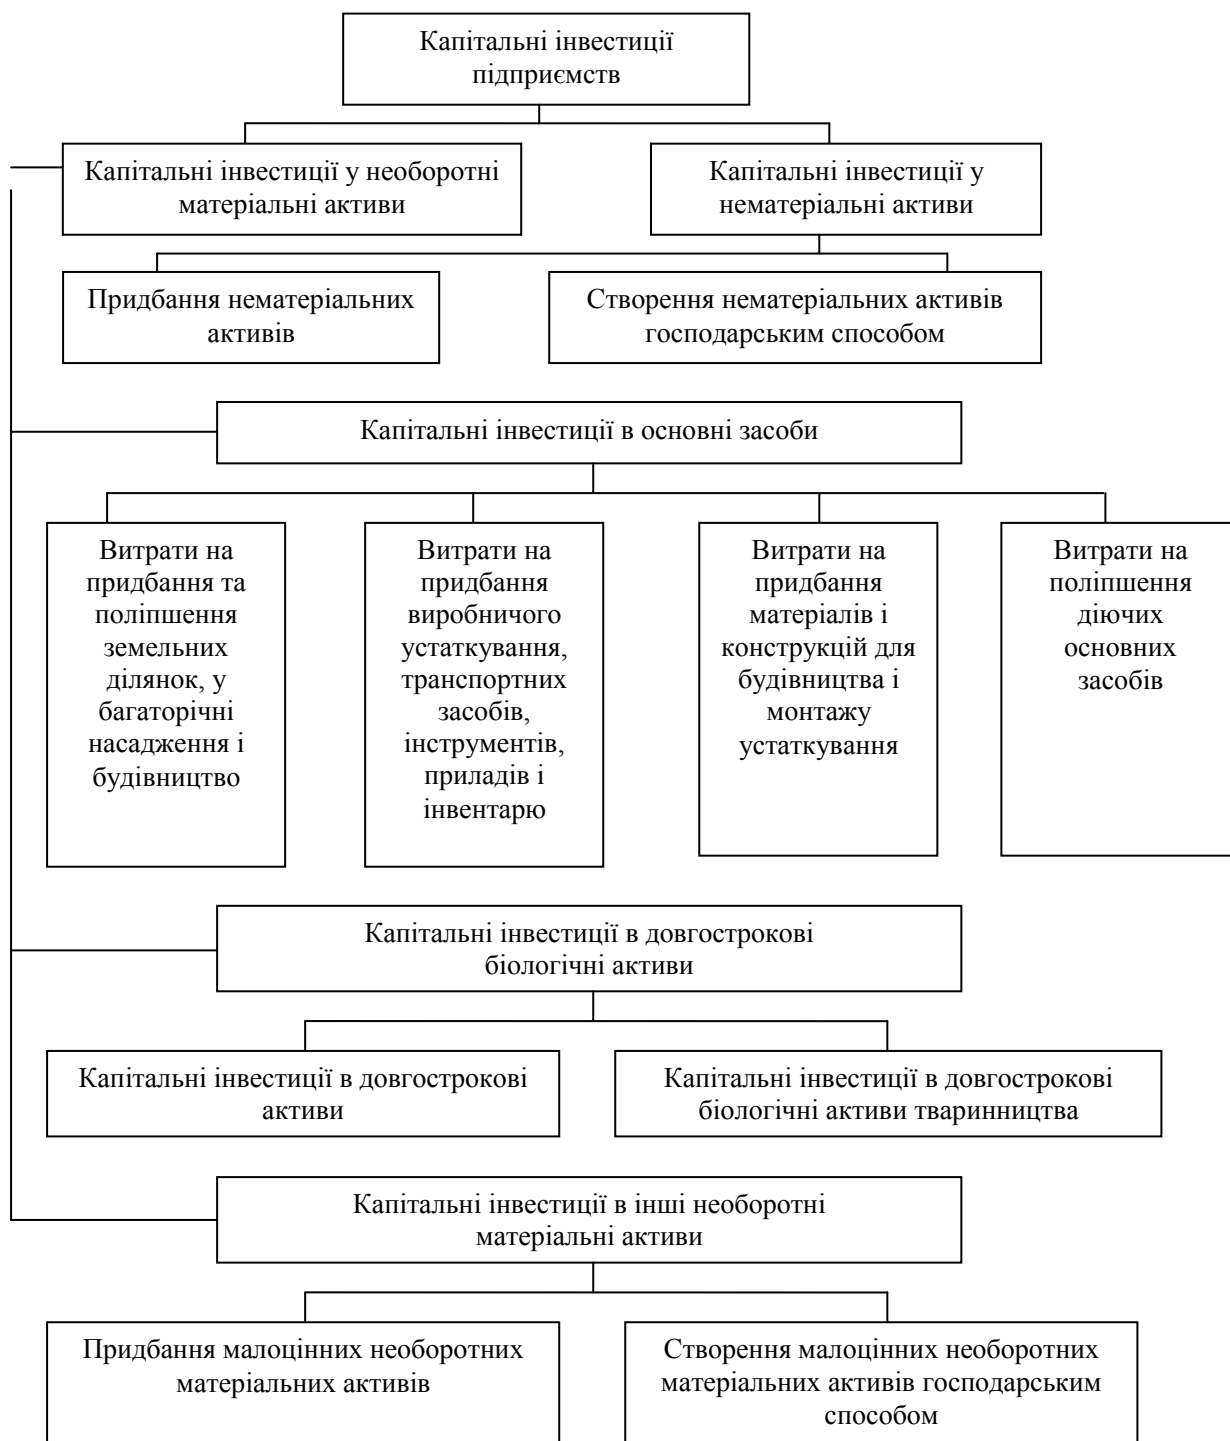 Капітальні інвестиції
підприємств
Капітальні інвестиції у необоротні
матеріальні активи
Капітальні інвестиції у
нематеріальні активи
Придбання нематеріальних
активів
Створення нематеріальних активів
господарським способом
Капітальні інвестиції в основні засоби
Витрати на
придбання та
поліпшення
земельних
ділянок, у
багаторічні
насадження і
будівництво
Витрати на
придбання
виробничого
устаткування,
транспортних
засобів,
інструментів,
приладів і
інвентарю
Витрати на
придбання
матеріалів і
конструкцій для
будівництва і
монтажу
устаткування
Витрати на
поліпшення
діючих
основних
засобів
Капітальні інвестиції в довгострокові
біологічні активи
Капітальні інвестиції в довгострокові
активи
Капітальні інвестиції в довгострокові
біологічні активи тваринництва
Капітальні інвестиції в інші необоротні
матеріальні активи
Придбання малоцінних необоротних
матеріальних активів
Створення малоцінних необоротних
матеріальних активів господарським
способом